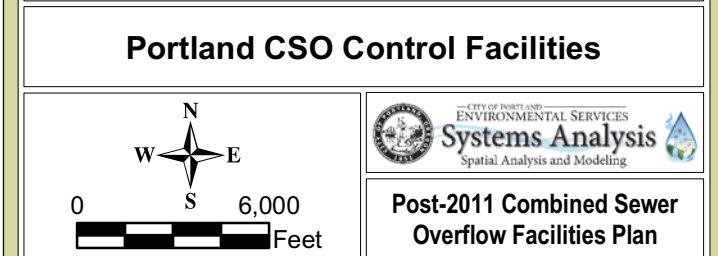 Portland CSO Control Facilities
N
W E
S
0 6,000
Feet
CITY OF PORTLAND
ENVIRONMENTAL SERVICES
Systems Analysis
Spatial Analysis and Modeling
Post-2011 Combined Sewer
Overflow Facilities Plan